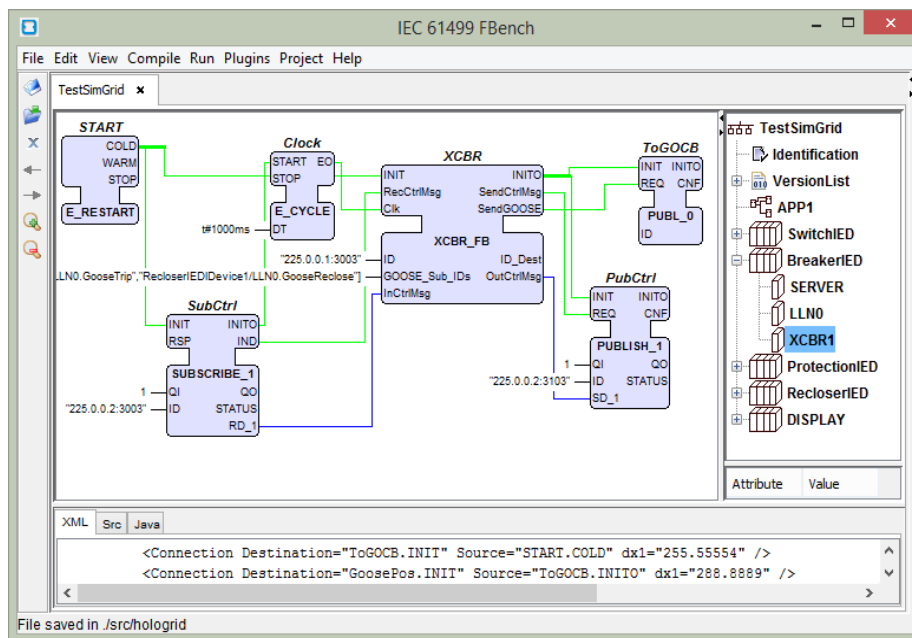 IEC 61499 FBench
File Edit View Compile Run Plugins Project Help
TestSimGrid
START
COLD
WARM
STOP
E_RESTART
Clock
START EO
STOP
E_CYCLE
t#1000ms DT
XCBR
INIT INITO
RecCtrlMsg SendCtrlMsg
Clk SendGOOSE
XCBR_FB
"225.0.0.1:3003" ID ID_Dest
.LN0.GooseTrip","RecloserIEDIDevice1/LLN0.GooseReclose"] GOOSE_Sub_IDs OutCtrlMsg
InCtrlMsg
ToGOCB
INIT INITO
REQ CNF
PUBL_0
ID
SubCtrl
INIT INITO
RSP IND
SUBSCRIBE_1
1 QI QO
"225.0.0.2:3003" ID STATUS
RD_1
PubCtrl
INIT INITO
REQ CNF
PUBLISH_1
1 QI QO
"225.0.0.2:3103" ID STATUS
SD_1
TestSimGrid
Identification
010 VersionList
APP1
SwitchIED
BreakerIED
SERVER
LLN0
XCBR1
ProtectionIED
RecloserIED
DISPLAY
Attribute Value
XML Src Java
<Connection Destination="ToGOCB.INIT" Source="START.COLD" dx1="255.55554" />
<Connection Destination="GoosePos.INIT" Source="ToGOCB.INITO" dx1="288.8889" />
File saved in ./src/hologrid